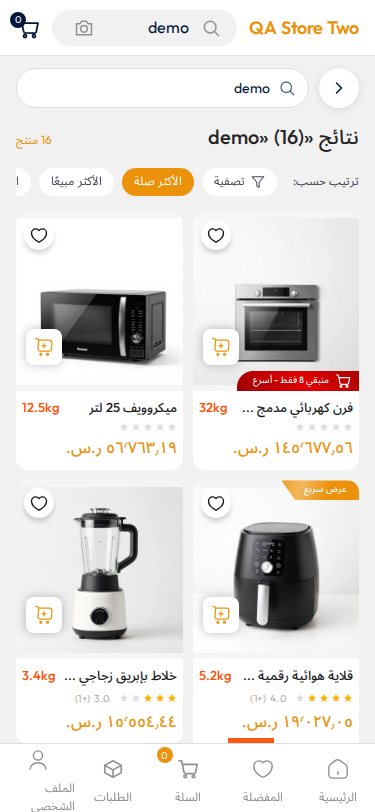 QA Store Two
demo
0
demo
نتائج «demo» (16)
16 منتج
ترتيب حسب:
تصفية
الأكثر صلة
الأكثر مبيعًا
متبقي 8 فقط - أسرع
فرن كهربائي مدمج ...
32kg
١٤٥٬٦٧٧٫٥٦ ر.س.
ميكروويف 25 لتر
12.5kg
٥٦٬٧٦٣٫١٩ ر.س.
عرض سريع
قلاية هوائية رقمية ...
5.2kg
4.0 (+1)
١٩٬٠٢٧٫٠٥ ر.س.
خلاط بإبريق زجاجي ...
3.4kg
3.0 (+1)
١٥٬٥٥٤٫٤٤ ر.س.
الرئيسية
المفضلة
0
السلة
الطلبات
الملف
الشخصي